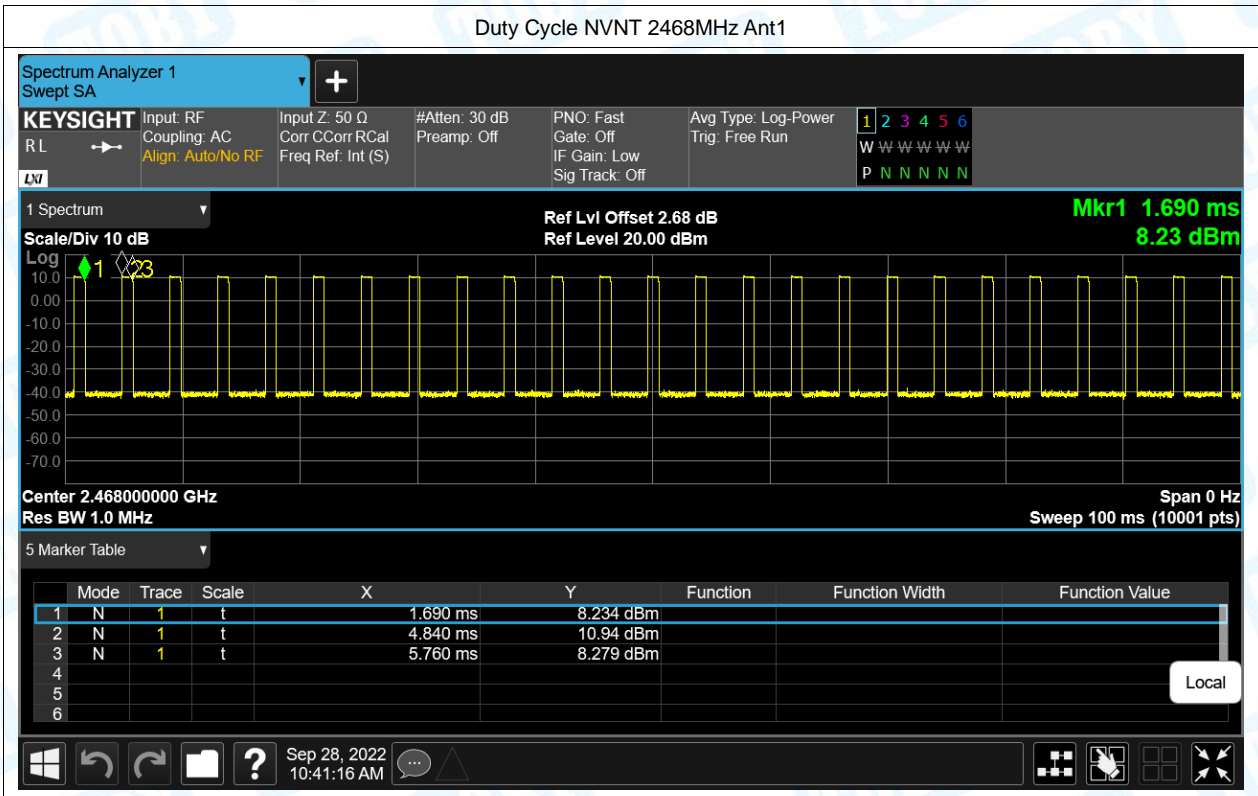 Duty Cycle NVNT 2468MHz Ant1
Spectrum Analyzer 1
Swept SA
KEYSIGHT
RL
LXI
Input: RF
Coupling: AC
Align: Auto/No RF
Input Z: 50 Ω
Corr CCorr RCal
Freq Ref: Int (S)
#Atten: 30 dB
Preamp: Off
PNO: Fast
Gate: Off
IF Gain: Low
Sig Track: Off
Avg Type: Log-Power
Trig: Free Run
1 2 3 4 5 6
W W W W W W
P N N N N N
1 Spectrum
Scale/Div 10 dB
Ref Lvl Offset 2.68 dB
Ref Level 20.00 dBm
Mkr1 1.690 ms
8.23 dBm
Log
1 2 3
10.0
0.00
-10.0
-20.0
-30.0
-40.0
-50.0
-60.0
-70.0
Center 2.468000000 GHz
Span 0 Hz
Res BW 1.0 MHz
Sweep 100 ms (10001 pts)
5 Marker Table
Mode Trace Scale X Y Function Function Width Function Value
1 N 1 t 1.690 ms 8.234 dBm
2 N 1 t 4.840 ms 10.94 dBm
3 N 1 t 5.760 ms 8.279 dBm
4
5
6
Local
?
Sep 28, 2022
10:41:16 AM